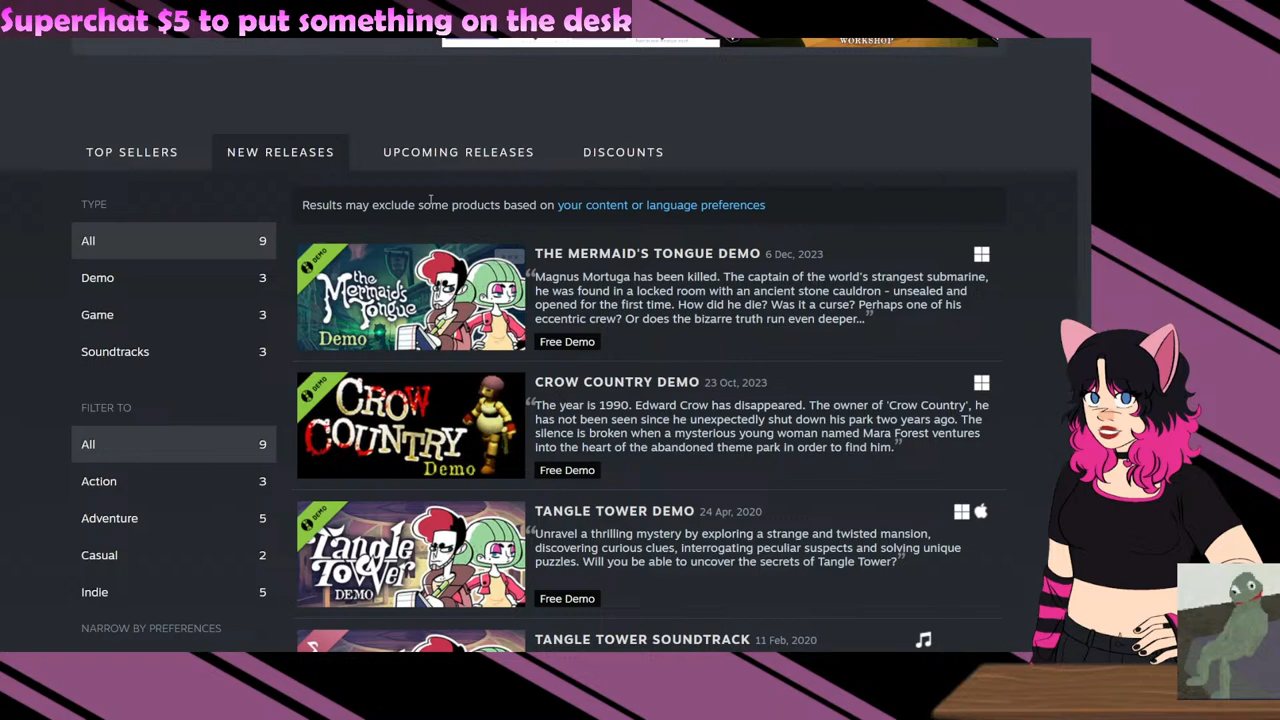 Superchat $5 to put something on the desk
WORKSHOP
TOP SELLERS
NEW RELEASES
UPCOMING RELEASES
DISCOUNTS
TYPE
All 9
Demo 3
Game 3
Soundtracks 3
FILTER TO
All 9
Action 3
Adventure 5
Casual 2
Indie 5
NARROW BY PREFERENCES
Results may exclude some products based on your content or language preferences
DEMO
the Mermaid's Tongue
Demo
THE MERMAID'S TONGUE DEMO 6 Dec, 2023
"Magnus Mortuga has been killed. The captain of the world's strangest submarine,
he was found in a locked room with an ancient stone cauldron - unsealed and
opened for the first time. How did he die? Was it a curse? Perhaps one of his
eccentric crew? Or does the bizarre truth run even deeper..."
Free Demo
DEMO
CROW
COUNTRY
Demo
CROW COUNTRY DEMO 23 Oct, 2023
"The year is 1990. Edward Crow has disappeared. The owner of 'Crow Country', he
has not been seen since he unexpectedly shut down his park two years ago. The
silence is broken when a mysterious young woman named Mara Forest ventures
into the heart of the abandoned theme park in order to find him."
Free Demo
DEMO
Tangle
Tower
DEMO
TANGLE TOWER DEMO 24 Apr, 2020
"Unravel a thrilling mystery by exploring a strange and twisted mansion,
discovering curious clues, interrogating peculiar suspects and solving unique
puzzles. Will you be able to uncover the secrets of Tangle Tower?"
Free Demo
TANGLE TOWER SOUNDTRACK 11 Feb, 2020